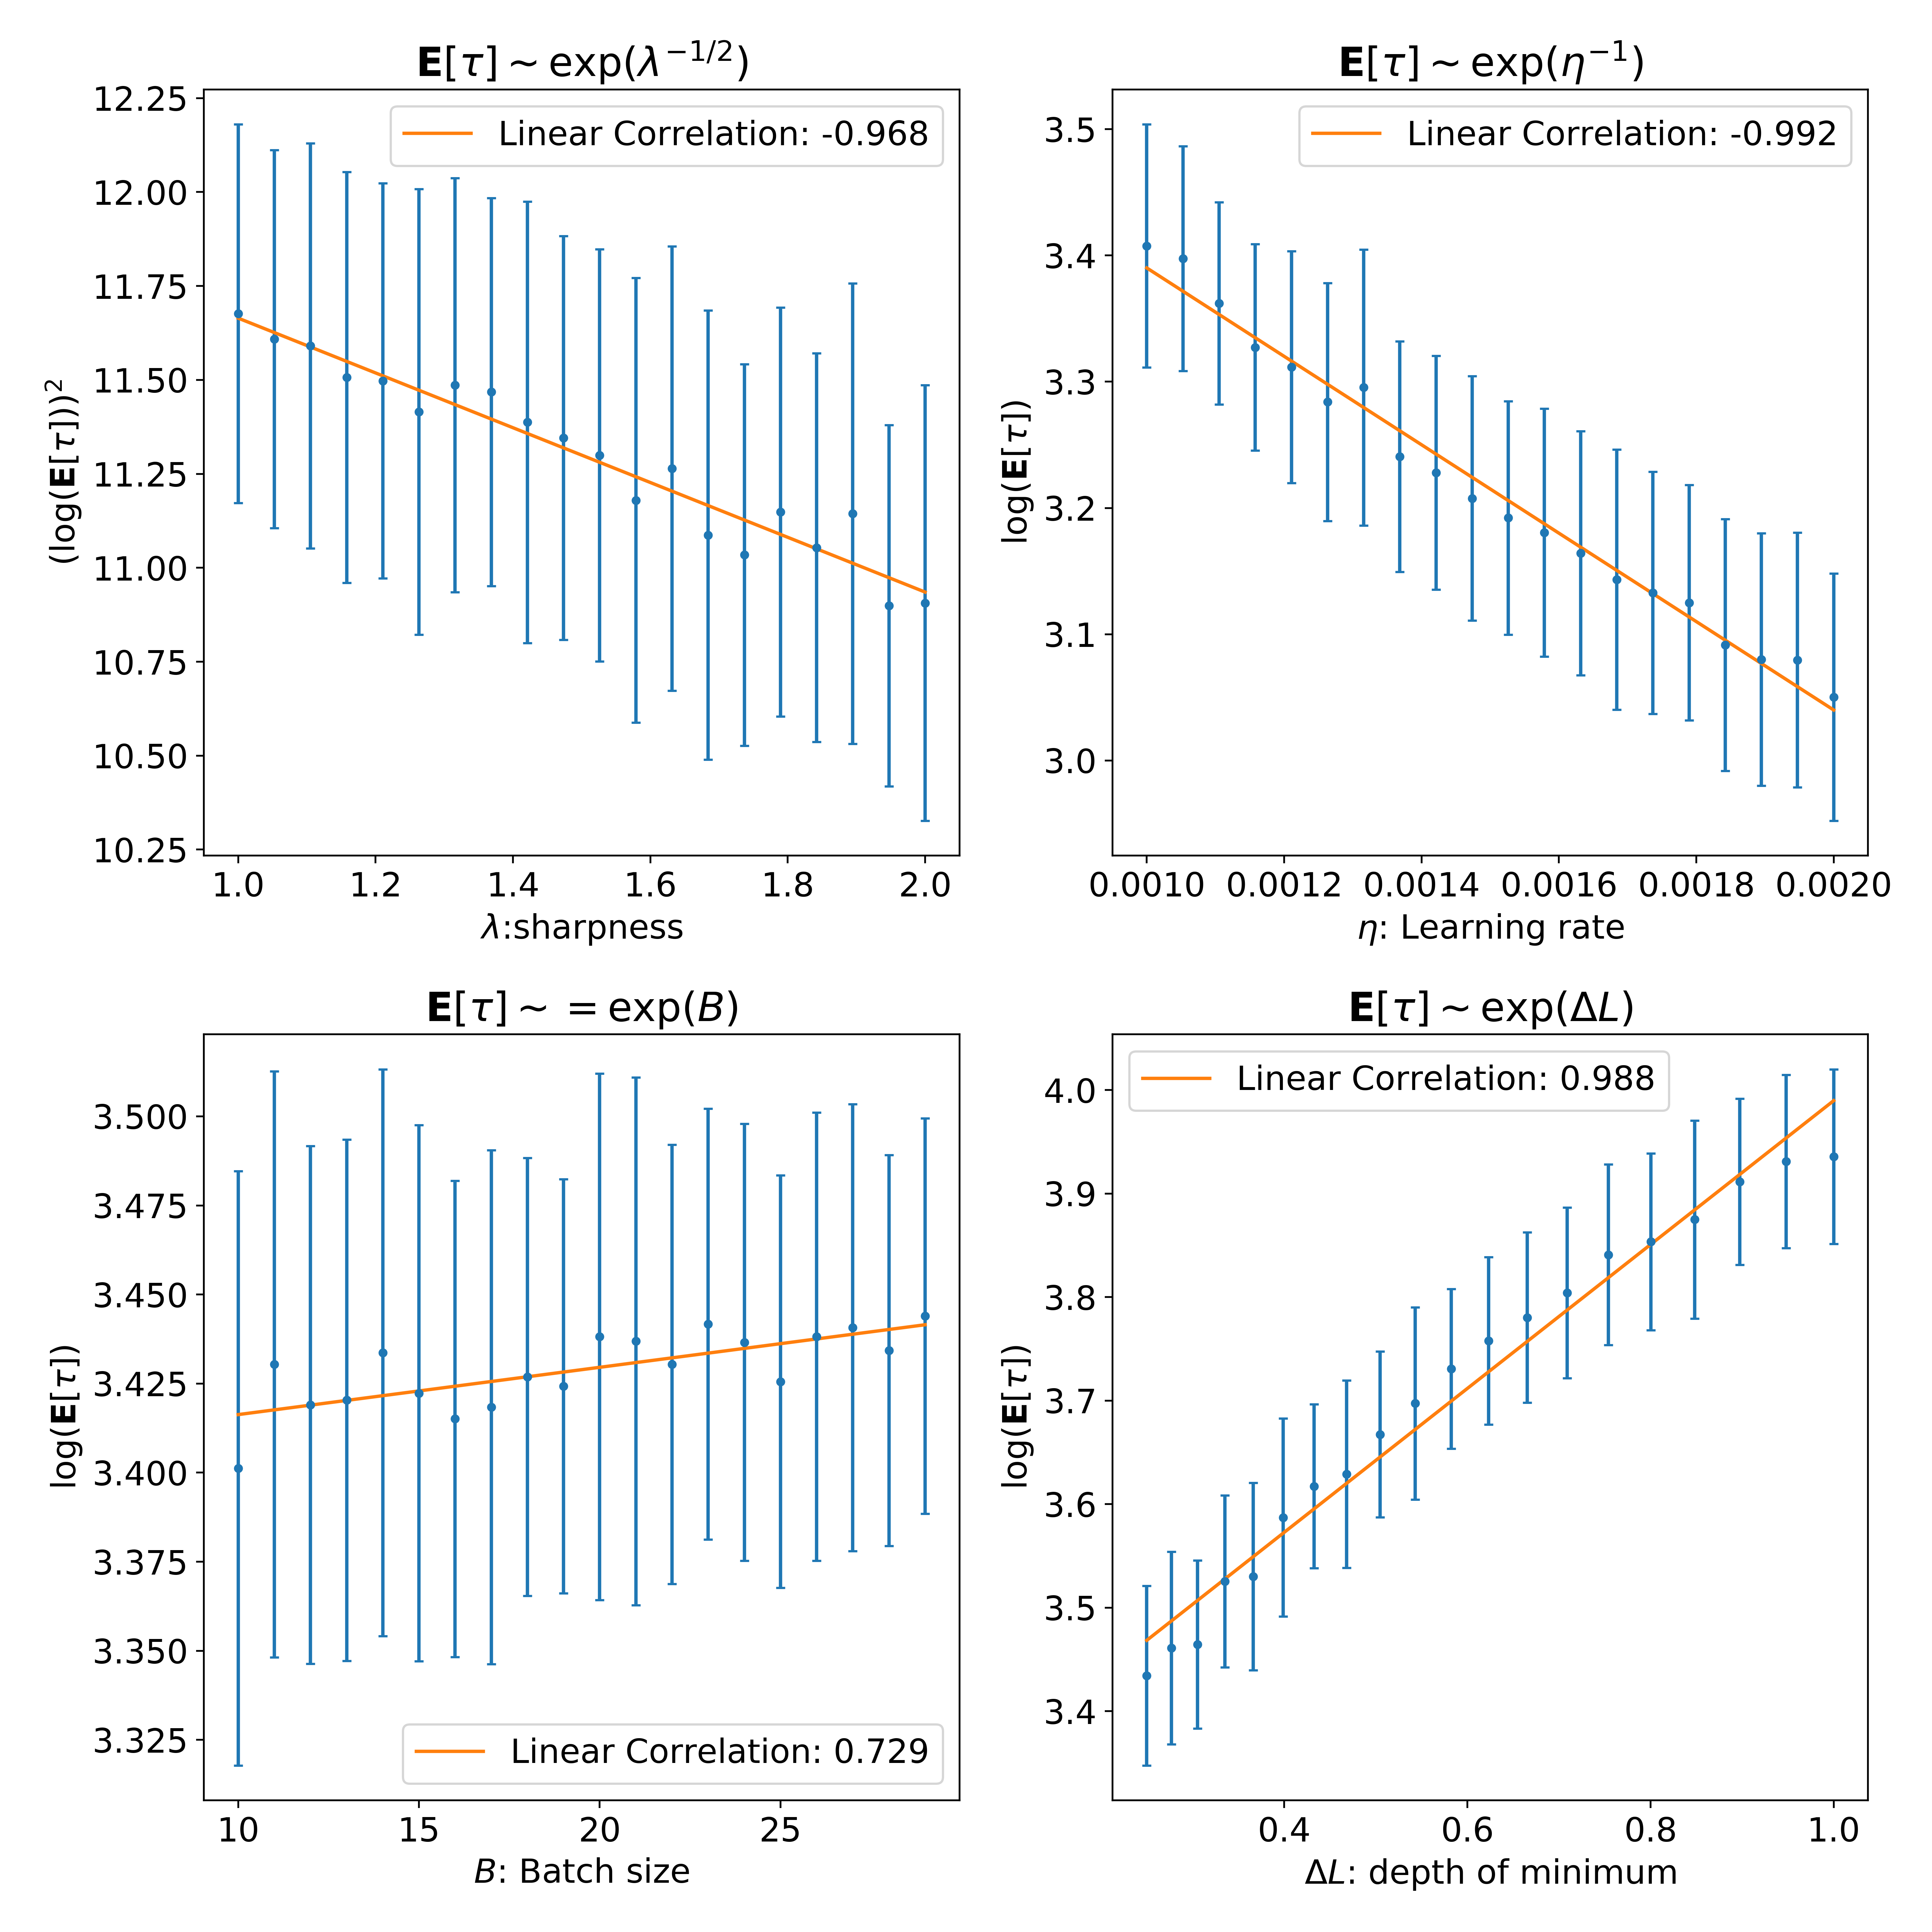 𝐄[τ] ~ exp(λ^{-1/2})
Linear Correlation: -0.968
(log(𝐄[τ]))²
12.25
12.00
11.75
11.50
11.25
11.00
10.75
10.50
10.25
1.0 1.2 1.4 1.6 1.8 2.0
λ:sharpness
𝐄[τ] ~ exp(η^{-1})
Linear Correlation: -0.992
log(𝐄[τ])
3.5
3.4
3.3
3.2
3.1
3.0
0.0010 0.0012 0.0014 0.0016 0.0018 0.0020
η: Learning rate
𝐄[τ] ~ = exp(B)
log(𝐄[τ])
3.500
3.475
3.450
3.425
3.400
3.375
3.350
3.325
Linear Correlation: 0.729
10 15 20 25
B: Batch size
𝐄[τ] ~ exp(ΔL)
Linear Correlation: 0.988
log(𝐄[τ])
4.0
3.9
3.8
3.7
3.6
3.5
3.4
0.4 0.6 0.8 1.0
ΔL: depth of minimum